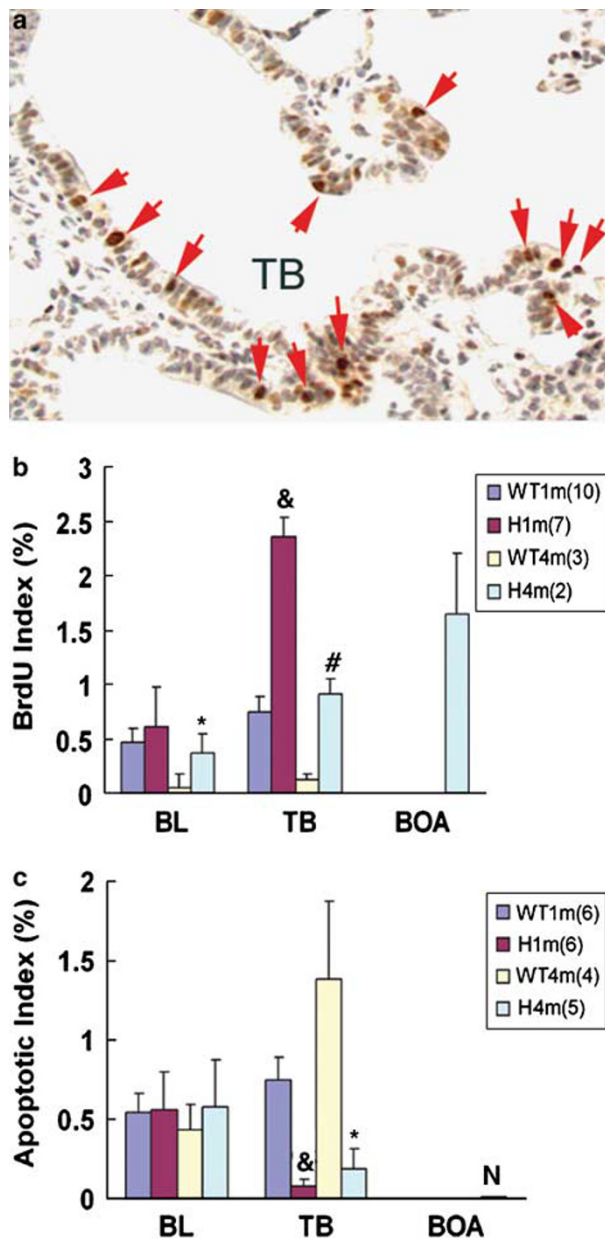 a
TB
b
BrdU Index (%)
3
2.5
2
1.5
1
0.5
0
&
*
#
BL TB BOA
WT1m(10)
H1m(7)
WT4m(3)
H4m(2)
c
Apoptotic Index (%)
2
1.5
1
0.5
0
&
*
N
BL TB BOA
WT1m(6)
H1m(6)
WT4m(4)
H4m(5)